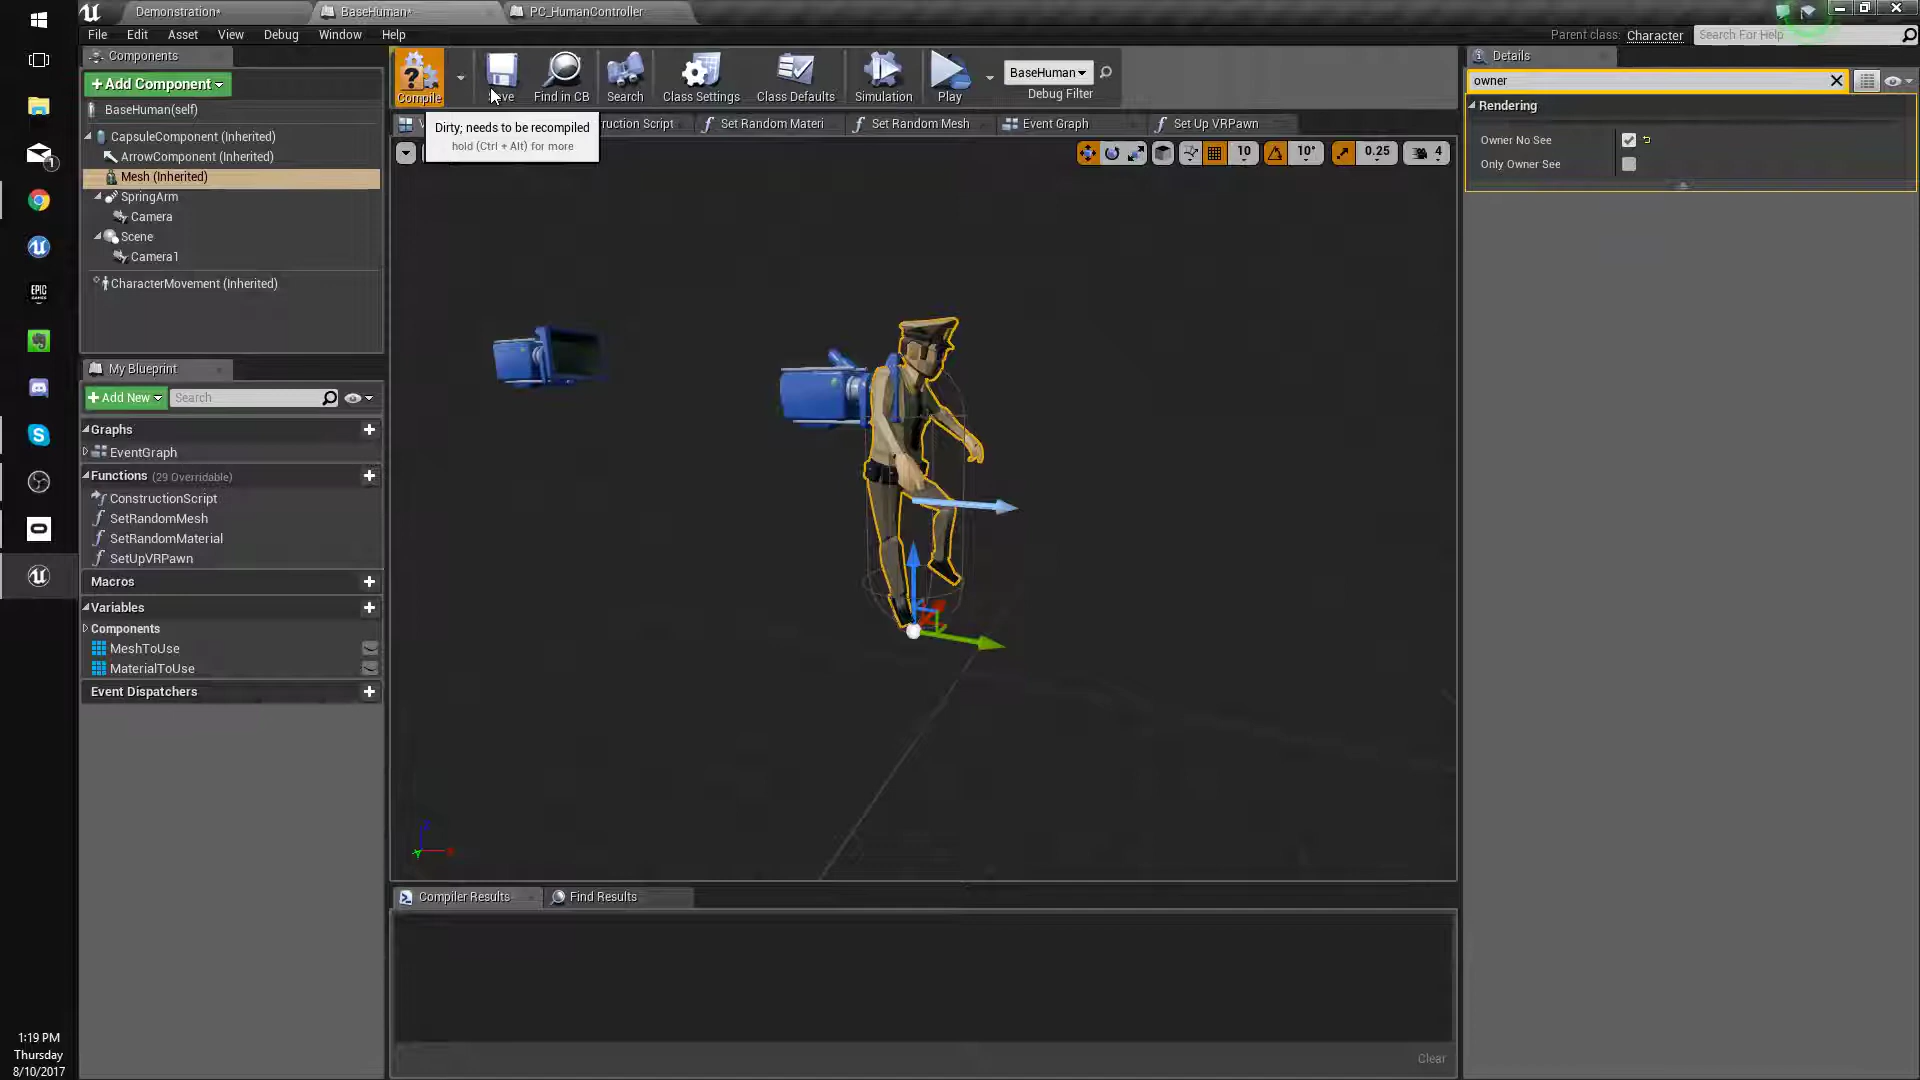 Demonstration*
BaseHuman*
PC_HumanController
File Edit Asset View Debug Window Help
Parent class: Character
Search For Help
Components
+Add Component
BaseHuman(self)
CapsuleComponent (Inherited)
ArrowComponent (Inherited)
Mesh (Inherited)
SpringArm
Camera
Scene
Camera1
CharacterMovement (Inherited)
My Blueprint
+Add New
Search
Graphs
EventGraph
Functions (29 Overridable)
ConstructionScript
SetRandomMesh
SetRandomMaterial
SetUpVRPawn
Macros
Variables
Components
MeshToUse
MaterialToUse
Event Dispatchers
Compile
Find in CB
Search
Class Settings
Class Defaults
Simulation
Play
BaseHuman
Debug Filter
Dirty; needs to be recompiled
hold (Ctrl + Alt) for more
ruction Script
Set Random Materi
Set Random Mesh
Event Graph
Set Up VRPawn
10
10°
0.25
4
Z
Compiler Results
Find Results
Clear
Details
owner
Rendering
Owner No See
Only Owner See
EPIC
GAMES
1
1:19 PM
Thursday
8/10/2017